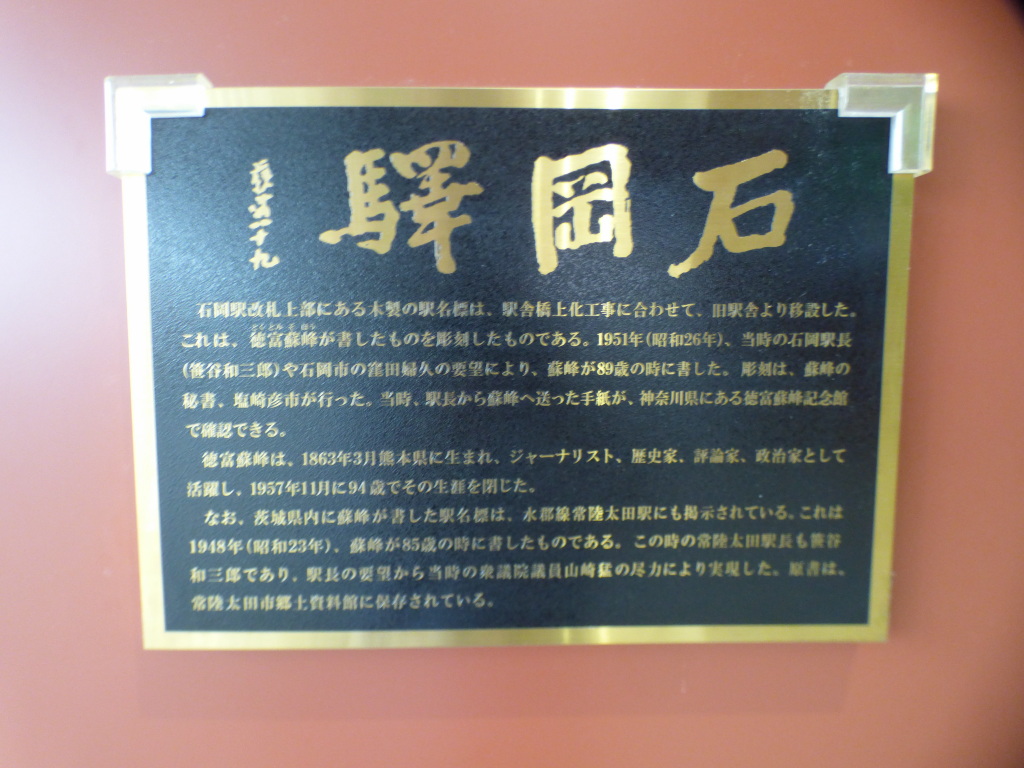 石岡驛
蘇峰八十九
石岡駅改札上部にある木製の駅名標は、駅舎橋上化工事に合わせて、旧駅舎より移設した。
とくとみ そ ほう
これは、徳富蘇峰が書したものを彫刻したものである。1951年(昭和26年)、当時の石岡駅長
(笹谷和三郎)や石岡市の窪田婦久の要望により、蘇峰が89歳の時に書した。彫刻は、蘇峰の
秘書、塩崎彦市が行った。当時、駅長から蘇峰へ送った手紙が、神奈川県にある徳富蘇峰記念館
で確認できる。
徳富蘇峰は、1863年3月熊本県に生まれ、ジャーナリスト、歴史家、評論家、政治家として
活躍し、1957年11月に94歳でその生涯を閉じた。
なお、茨城県内に蘇峰が書した駅名標は、水郡線常陸太田駅にも掲示されている。これは
1948年(昭和23年)、蘇峰が85歳の時に書したものである。この時の常陸太田駅長も笹谷
和三郎であり、駅長の要望から当時の衆議院議員山崎猛の尽力により実現した。原書は、
常陸太田市郷土資料館に保存されている。